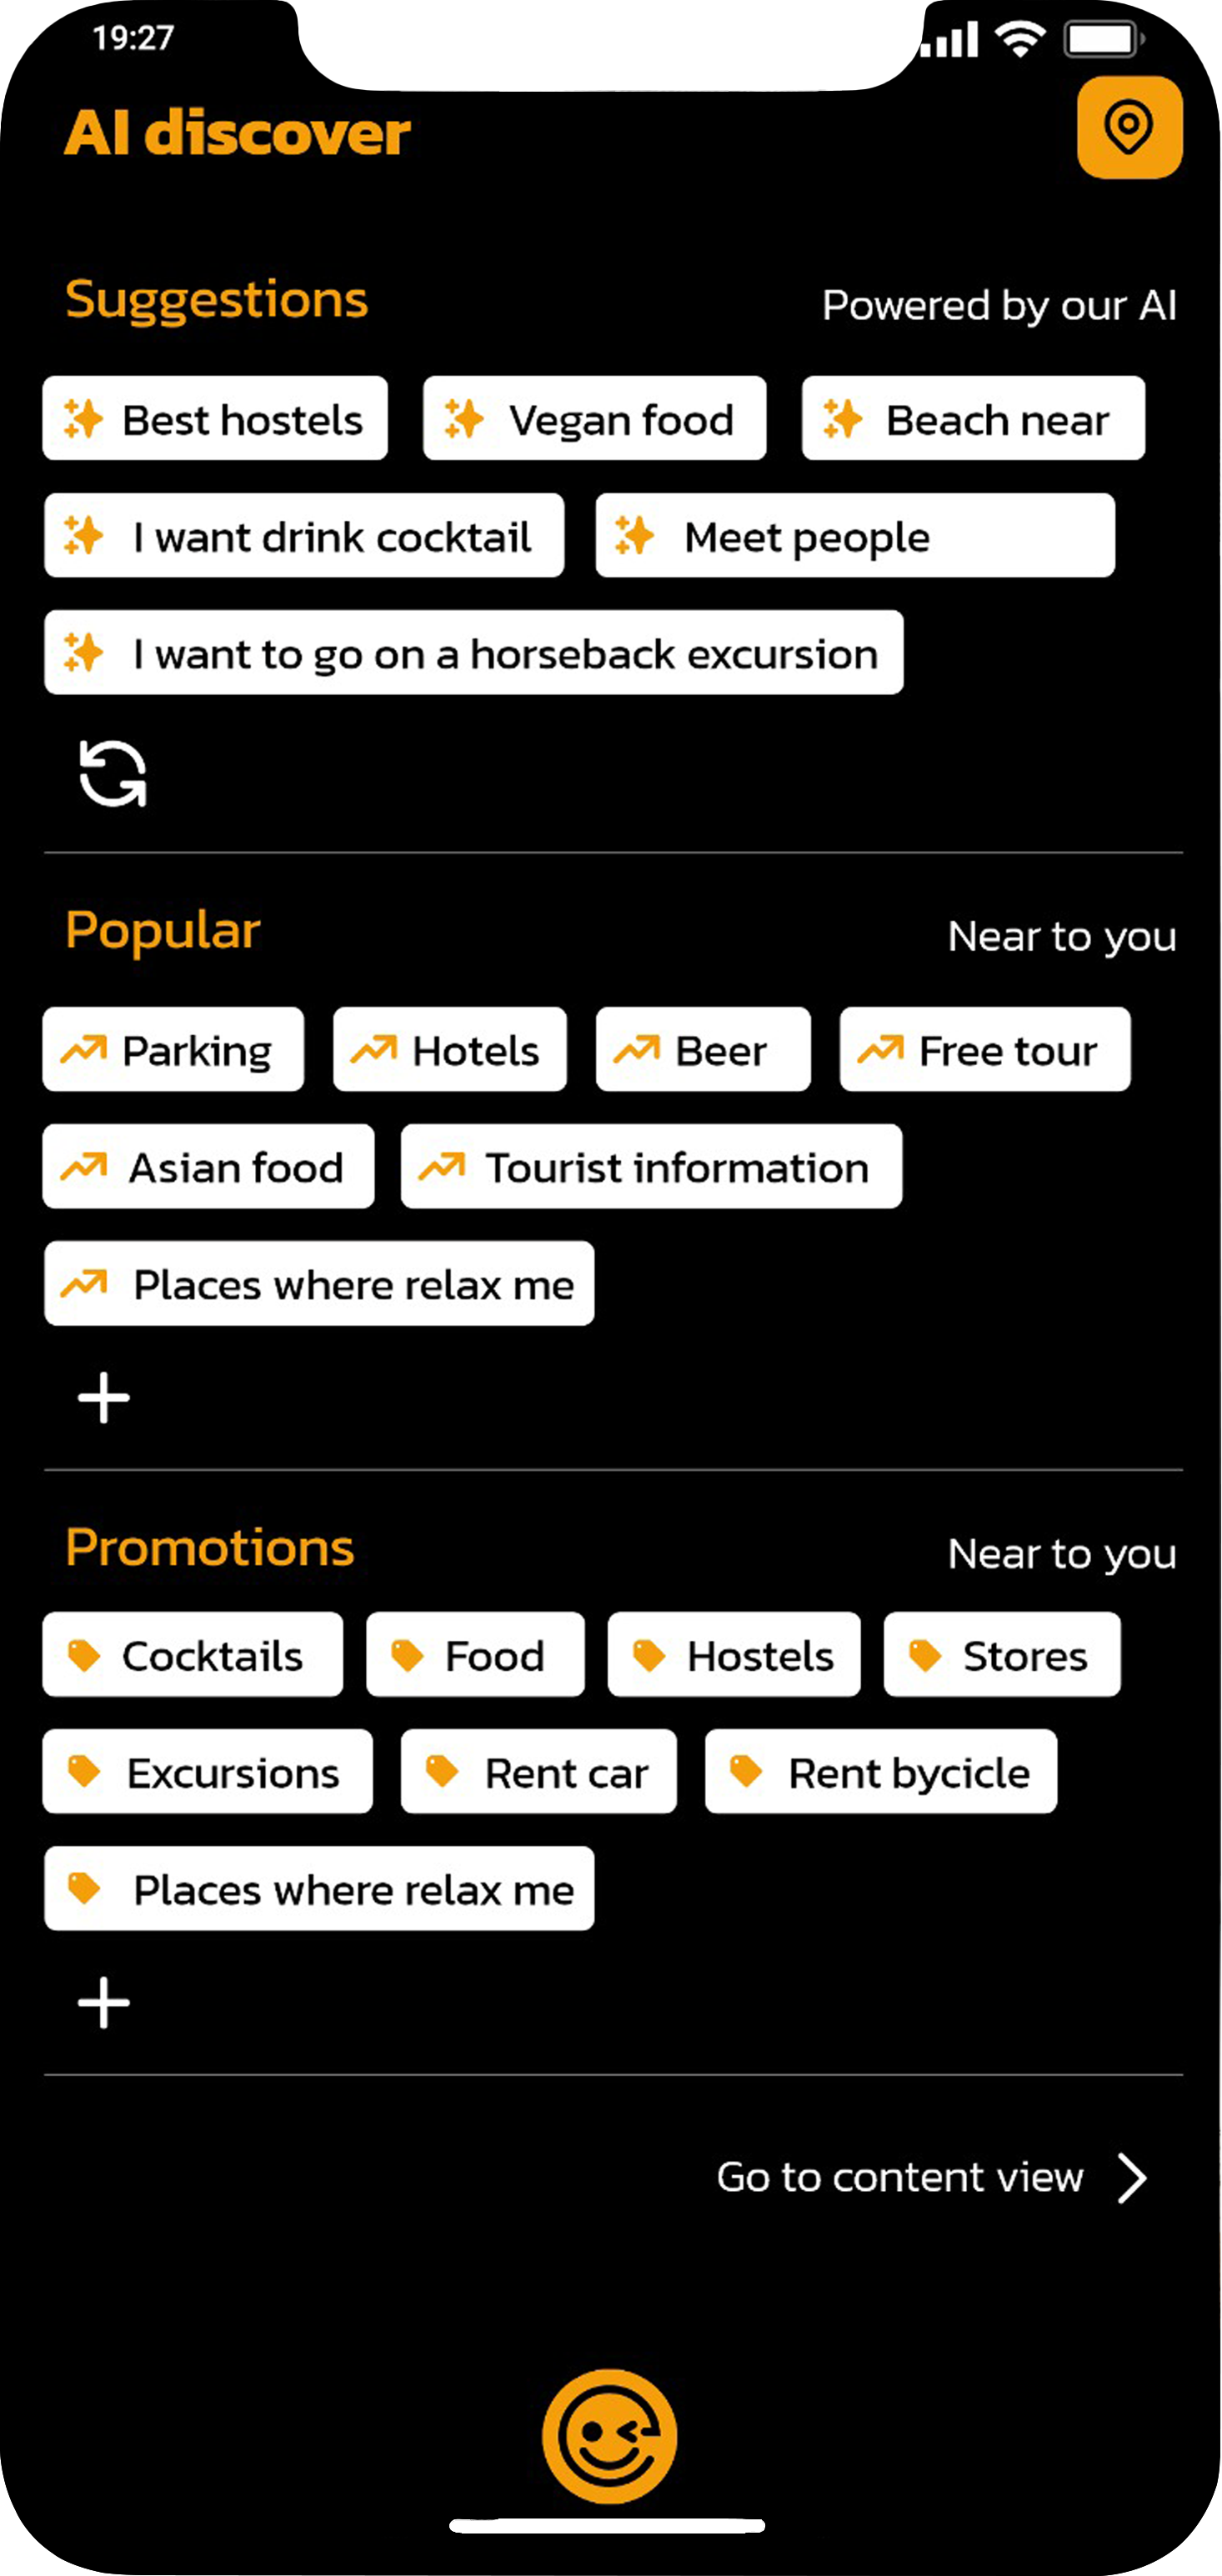 19:27
AI discover
Suggestions Powered by our AI
Best hostels Vegan food Beach near
I want drink cocktail Meet people
I want to go on a horseback excursion
Popular Near to you
Parking Hotels Beer Free tour
Asian food Tourist information
Places where relax me
Promotions Near to you
Cocktails Food Hostels Stores
Excursions Rent car Rent bycicle
Places where relax me
Go to content view